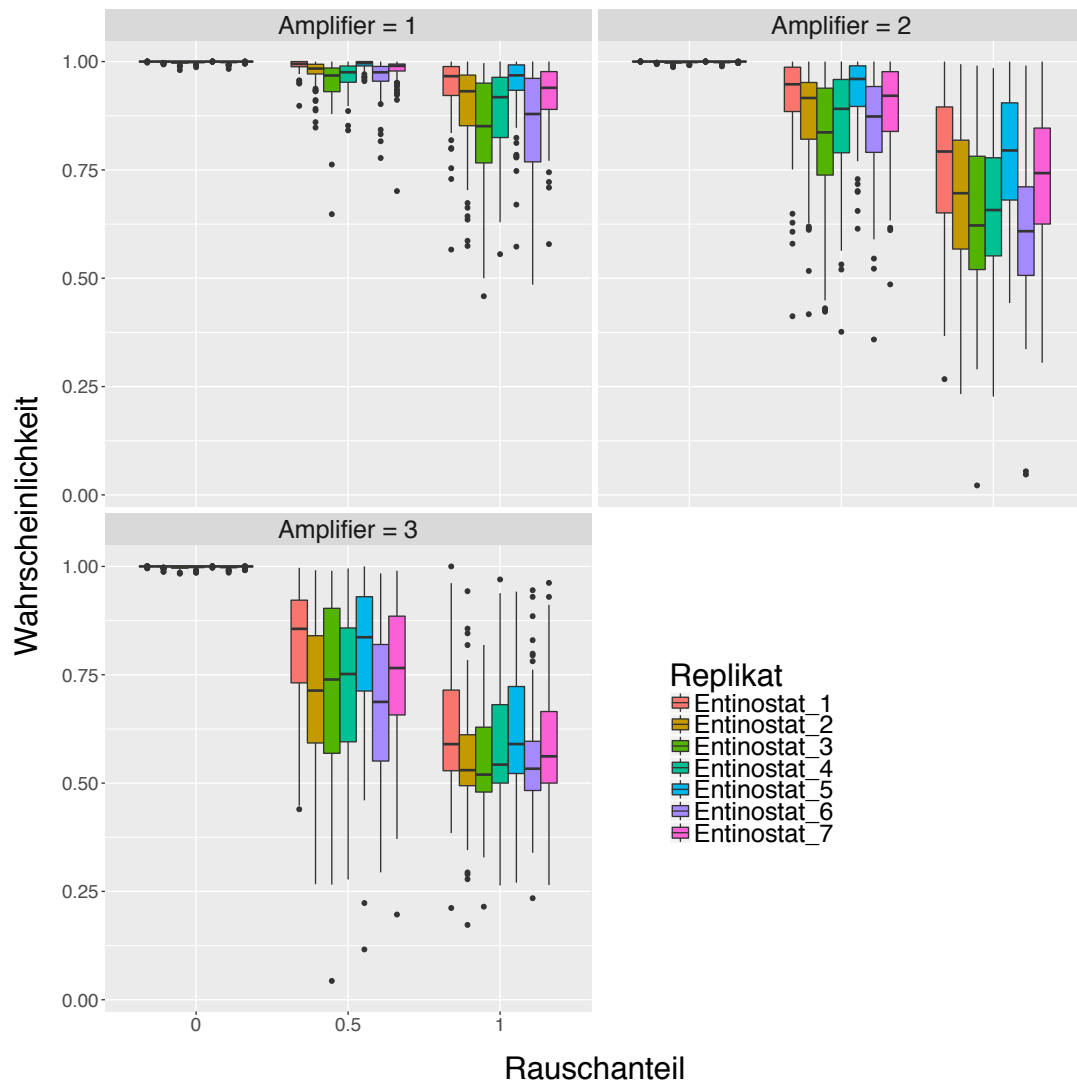 Amplifier = 1
Amplifier = 2
1.00
0.75
0.50
0.25
0.00
Amplifier = 3
1.00
0.75
0.50
0.25
0.00
0
0.5
1
Wahrscheinlichkeit
Rauschanteil
Replikat
Entinostat_1
Entinostat_2
Entinostat_3
Entinostat_4
Entinostat_5
Entinostat_6
Entinostat_7